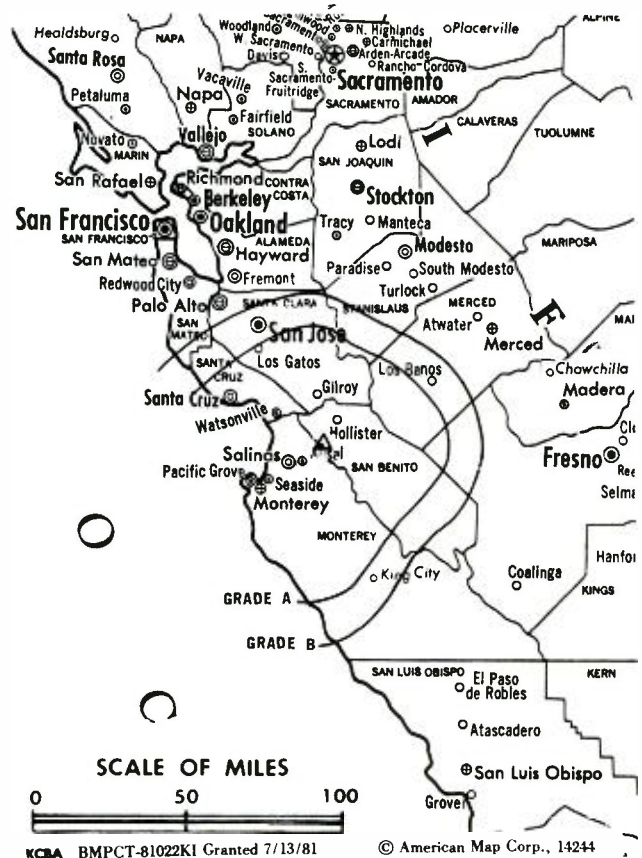 Healdsburg
NAPA
Woodland
N. Highlands
Placerville
ALPINE
W. Sacramento
Carmichael
Santa Rosa
Davis
Arden-Arcade
S. Sacramento-Fruitridge
Rancho-Cordova
Vacaville
Sacramento
Petaluma
Napa
SACRAMENTO
AMADOR
Fairfield
SOLANO
CALAVERAS
Novato
MARIN
Vallejo
Lodi
TUOLUMNE
I
SAN JOAQUIN
San Rafael
Richmond
CONTRA COSTA
Berkeley
Stockton
San Francisco
Oakland
Manteca
SAN FRANCISCO
ALAMEDA
Tracy
Modesto
MARIPOSA
San Mateo
Hayward
Paradise
South Modesto
Redwood City
Fremont
Turlock
Palo Alto
SANTA CLARA
STANISLAUS
MERCED
F
SAN MATEO
San Jose
Atwater
Merced
Los Gatos
SANTA CRUZ
Los Banos
Chowchilla
Gilroy
Madera
Santa Cruz
Watsonville
Hollister
Salinas
Fresno
Pacific Grove
Seaside
SAN BENITO
Monterey
Selma
O
MONTEREY
Hanfor
King City
Coalinga
KINGS
GRADE A
GRADE B
SAN LUIS OBISPO
KERN
El Paso
de Robles
C
Atascadero
SCALE OF MILES
San Luis Obispo
0 50 100
Grover
KCBA BMPCT-81022KI Granted 7/13/81 © American Map Corp., 14244